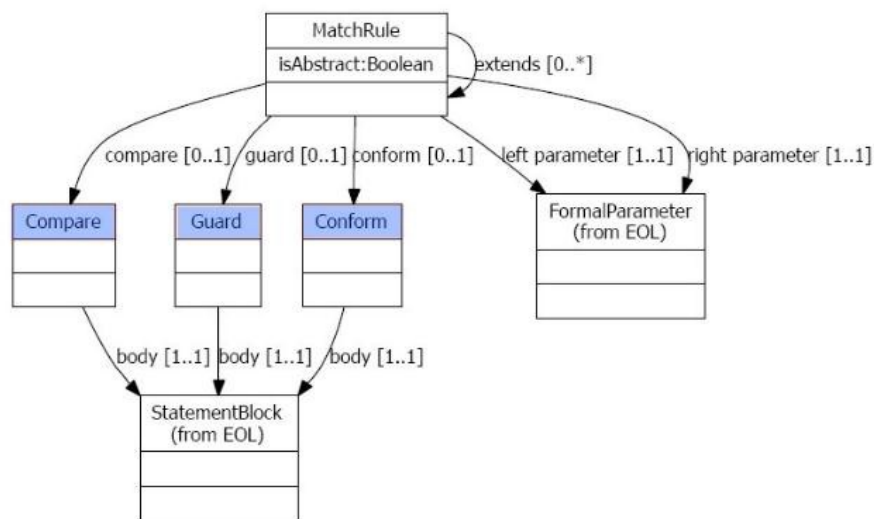 MatchRule
isAbstract:Boolean
extends [0..*]
compare [0..1]
guard [0..1]
conform [0..1]
left parameter [1..1]
right parameter [1..1]
Compare
Guard
Conform
FormalParameter
(from EOL)
body [1..1]
body [1..1]
body [1..1]
StatementBlock
(from EOL)